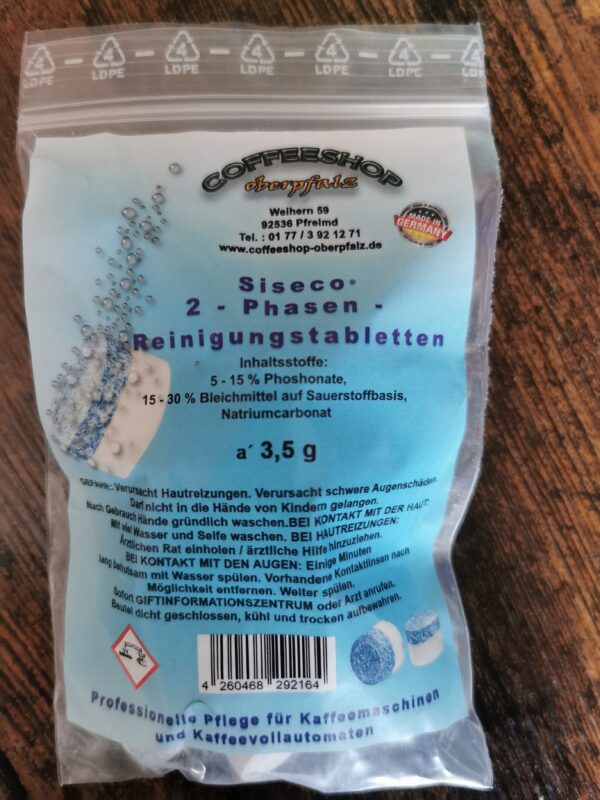 4 - 4 - 4 - 4 - 4 - 4 - 4
LDPE LDPE LDPE LDPE LDPE LDPE
COFFEESHOP
oberpfalz
Weihern 59
92536 Pfreimd
Tel. : 01 77 / 3 92 12 71
www.coffeeshop-oberpfalz.de
MADE IN
GERMANY
Siseco®
2 - Phasen -
Reinigungstabletten
Inhaltsstoffe:
5 - 15 % Phoshonate,
15 - 30 % Bleichmittel auf Sauerstoffbasis,
Natriumcarbonat
a´ 3,5 g
GEFAHR: Verursacht Hautreizungen. Verursacht schwere Augenschäden.
Darf nicht in die Hände von Kindern gelangen.
Nach Gebrauch Hände gründlich waschen.BEI KONTAKT MIT DER HAUT:
Mit viel Wasser und Seife waschen. BEI HAUTREIZUNGEN:
Ärztlichen Rat einholen / ärztliche Hilfe hinzuziehen.
BEI KONTAKT MIT DEN AUGEN: Einige Minuten
lang behutsam mit Wasser spülen. Vorhandene Kontaktlinsen nach
Möglichkeit entfernen. Weiter spülen.
Sofort GIFTINFORMATIONSZENTRUM oder Arzt anrufen.
Beutel dicht geschlossen, kühl und trocken aufbewahren.
4 260468 292164
Professionelle Pflege für Kaffeemaschinen
und Kaffeevollautomaten